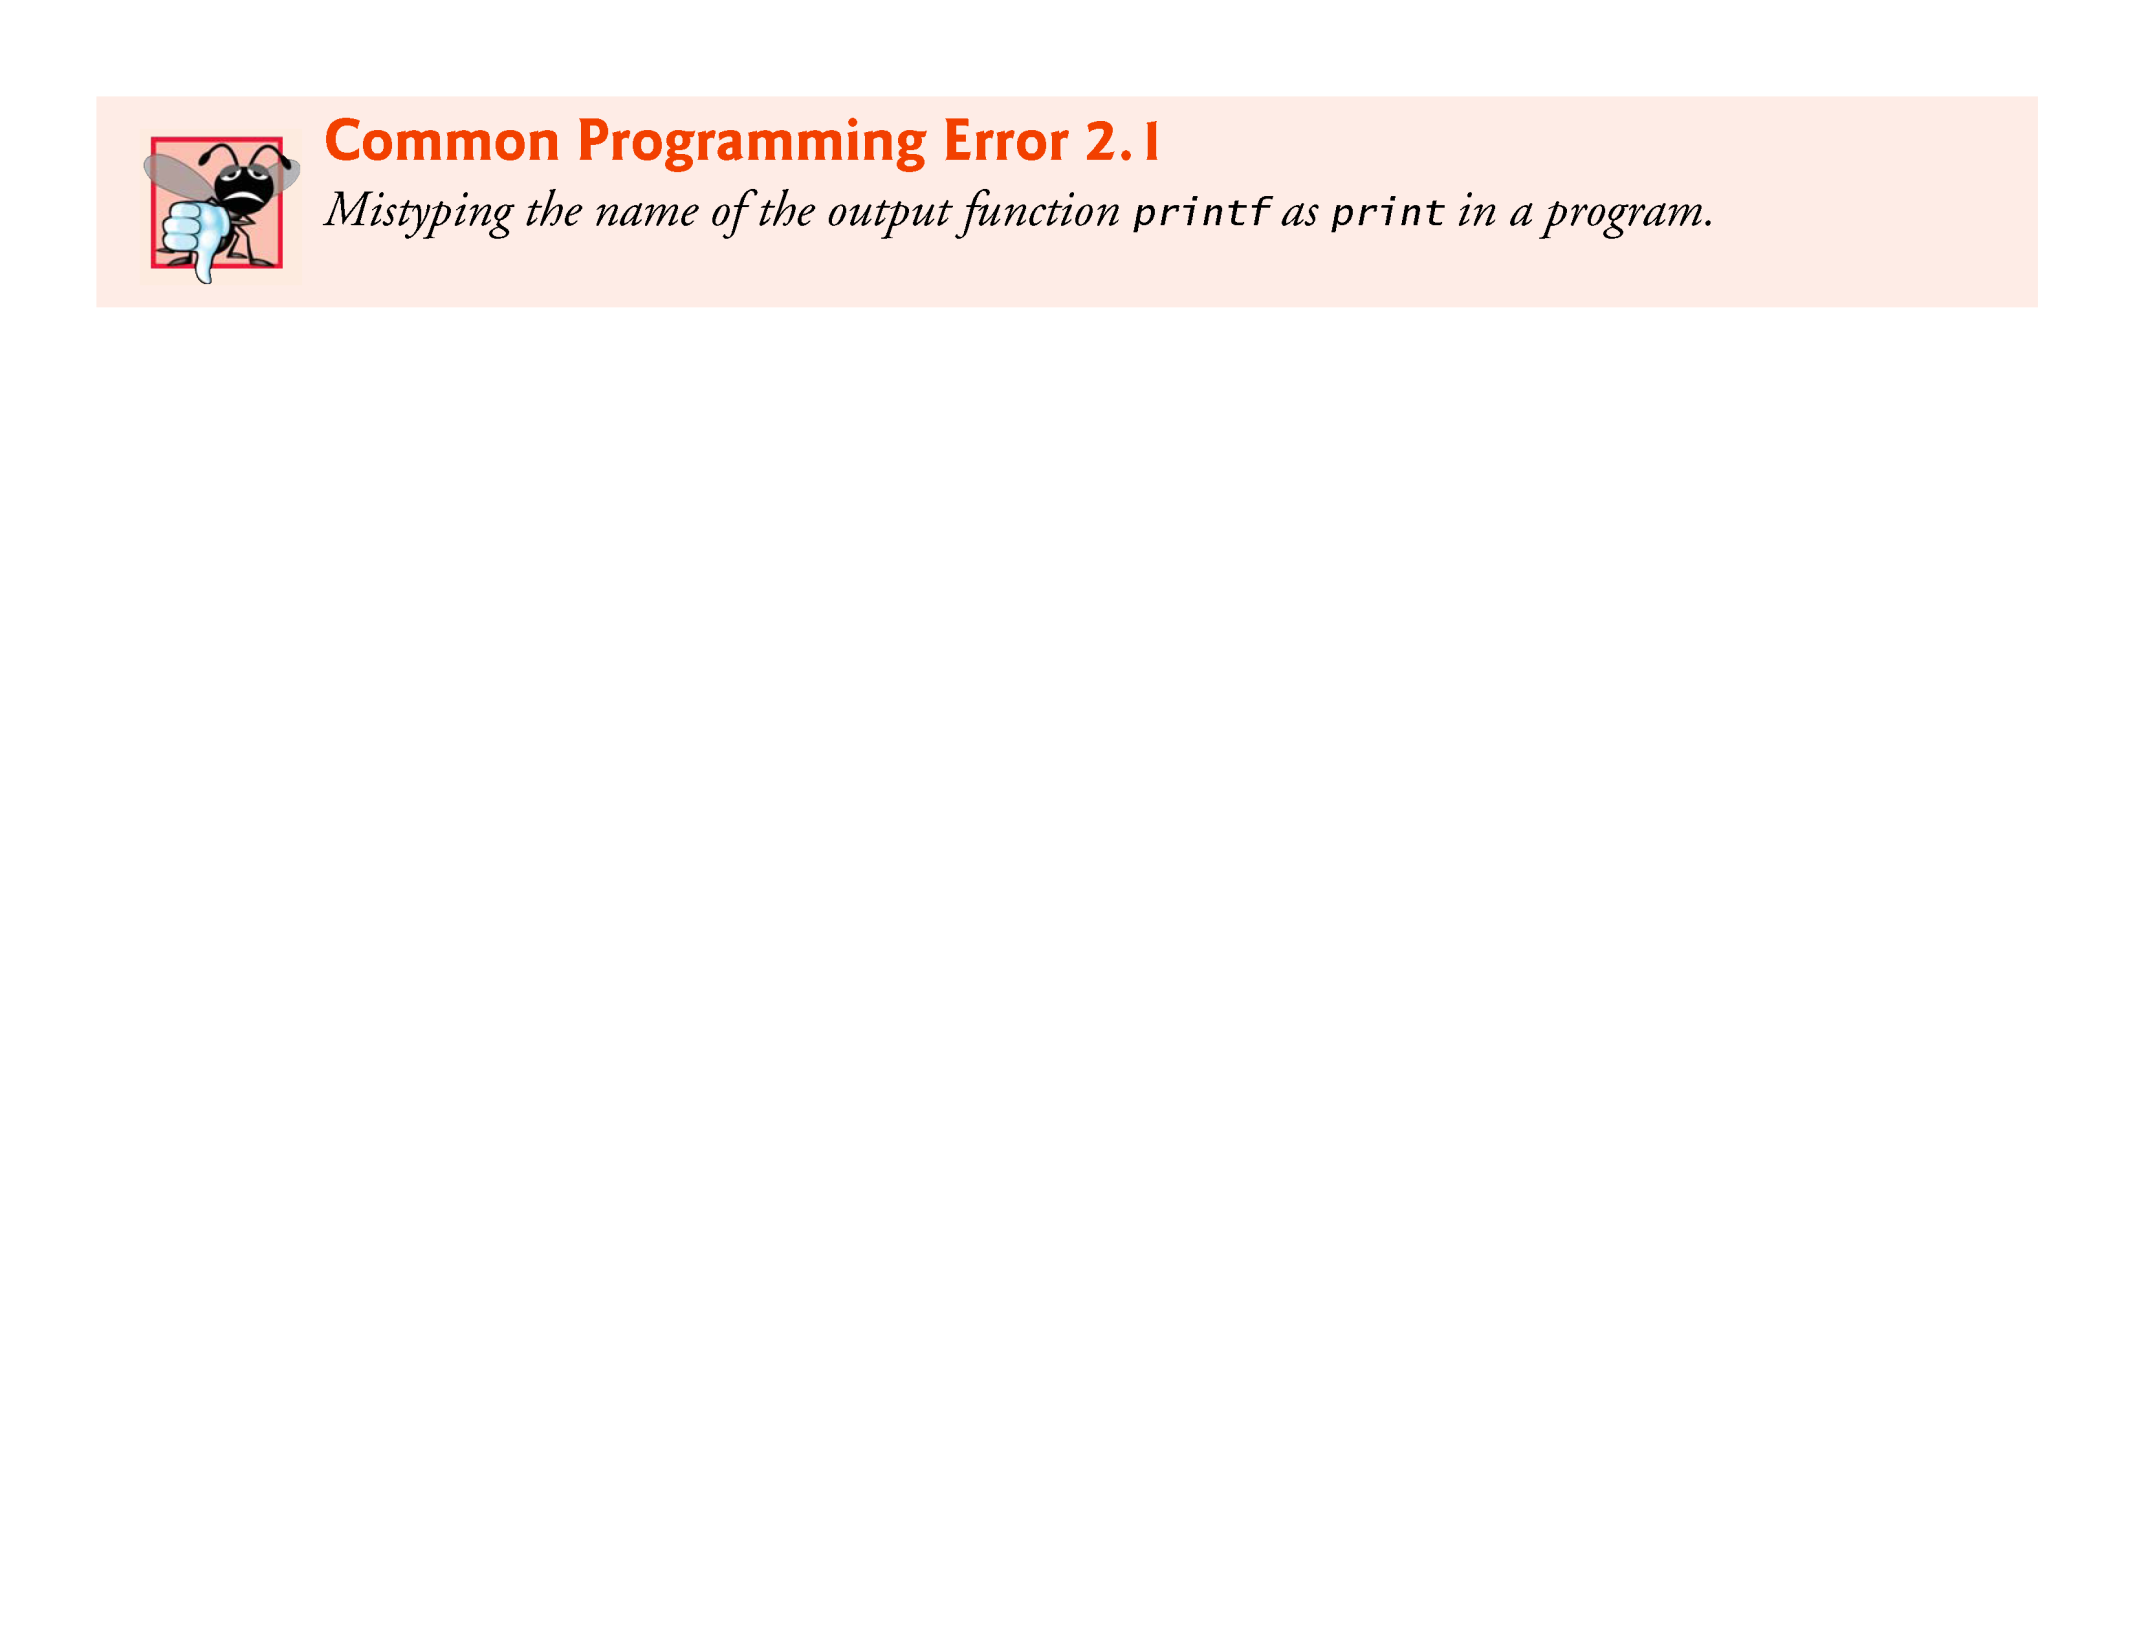 Common Programming Error 2.1
Mistyping the name of the output function printf as print in a program.